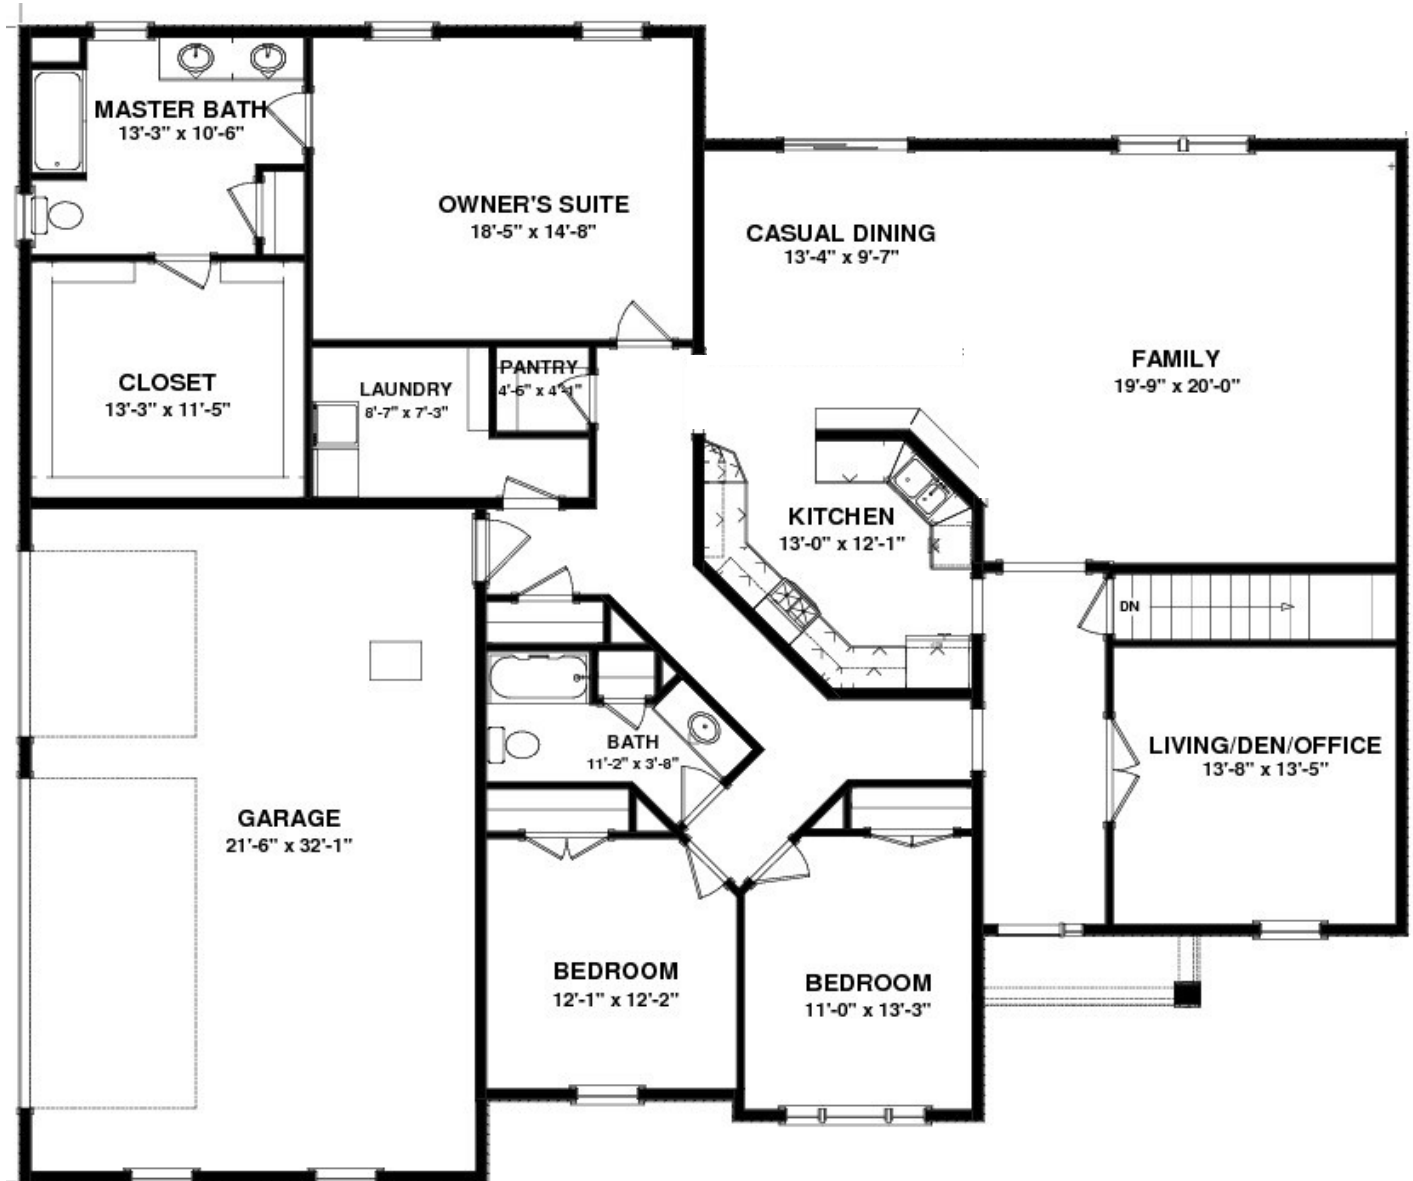 MASTER BATH
13'-3" x 10'-6"
OWNER'S SUITE
18'-5" x 14'-8"
CASUAL DINING
13'-4" x 9'-7"
FAMILY
19'-9" x 20'-0"
CLOSET
13'-3" x 11'-5"
LAUNDRY
8'-7" x 7'-3"
PANTRY
4'-6" x 4'-1"
KITCHEN
13'-0" x 12'-1"
DN
BATH
11'-2" x 3'-8"
LIVING/DEN/OFFICE
13'-8" x 13'-5"
GARAGE
21'-6" x 32'-1"
BEDROOM
12'-1" x 12'-2"
BEDROOM
11'-0" x 13'-3"